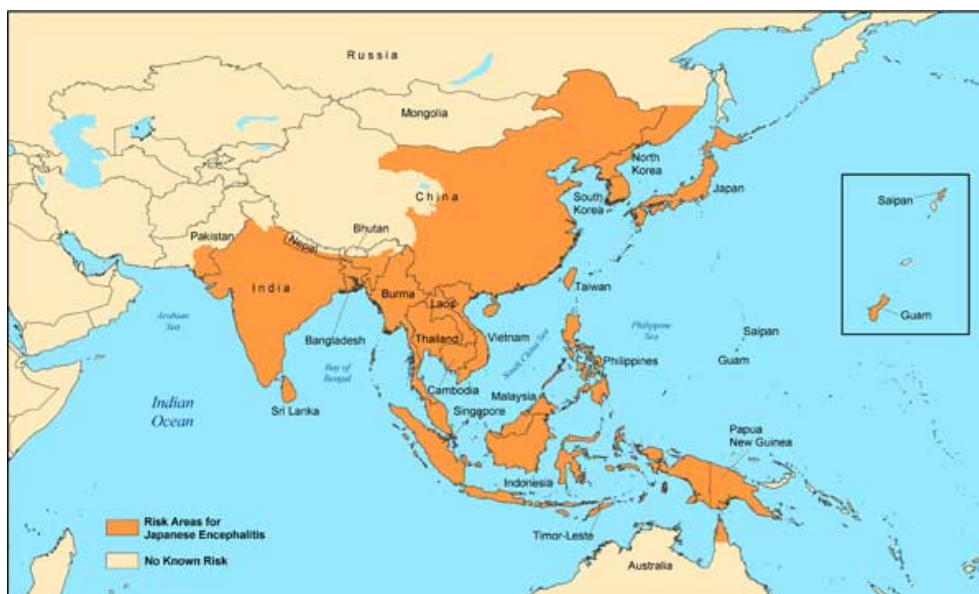 Russia
Mongolia
North
Korea
China
South
Korea
Japan
Saipan
Pakistan
Nepal
Bhutan
India
Burma
Laos
Taiwan
Guam
Arabian
Sea
Bangladesh
Thailand
Vietnam
South China Sea
Philippine
Sea
Saipan
Guam
Bay of
Bengal
Philippines
Cambodia
Malaysia
Indian
Ocean
Sri Lanka
Singapore
Papua
New Guinea
Indonesia
Risk Areas for
Japanese Encephalitis
Timor-Leste
No Known Risk
Australia